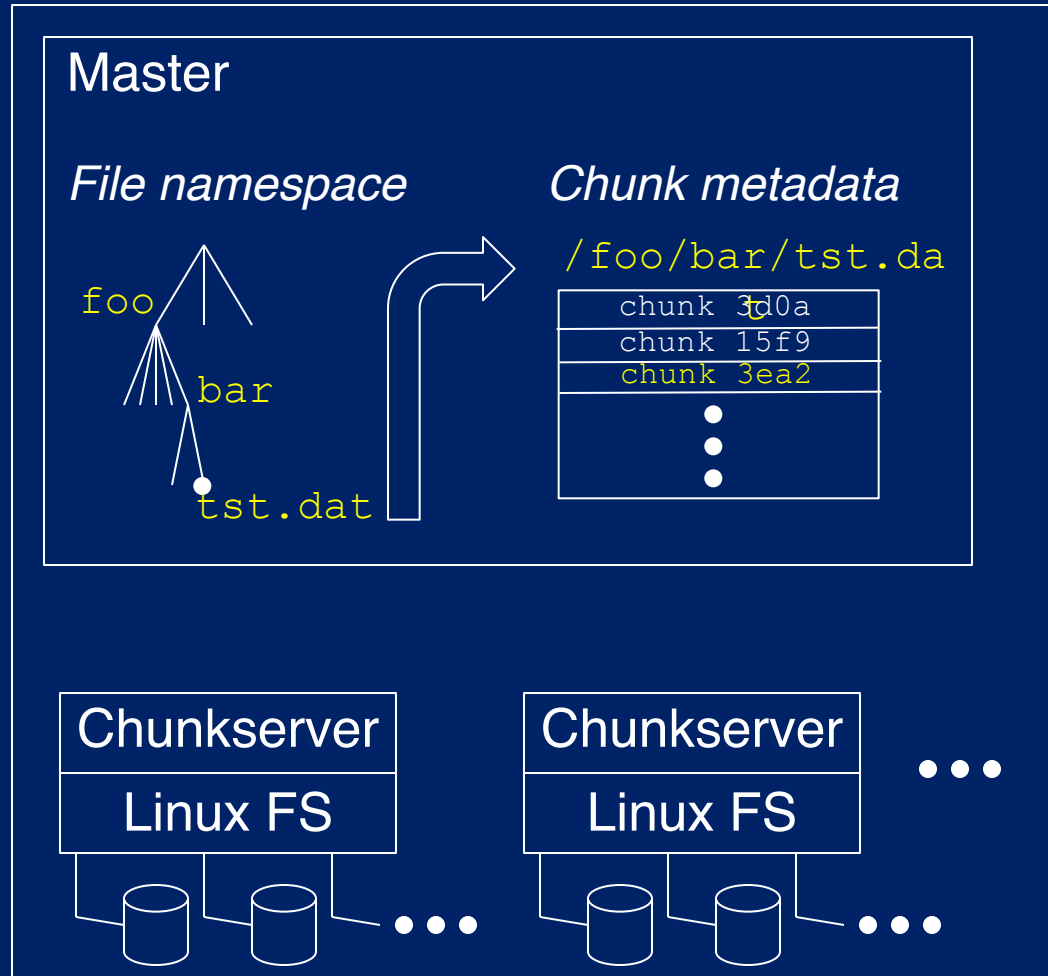 Master
File namespace
Chunk metadata
/foo/bar/tst.da
t
foo
chunk 3d0a
chunk 15f9
chunk 3ea2
bar
tst.dat
Chunkserver
Chunkserver
Linux FS
Linux FS